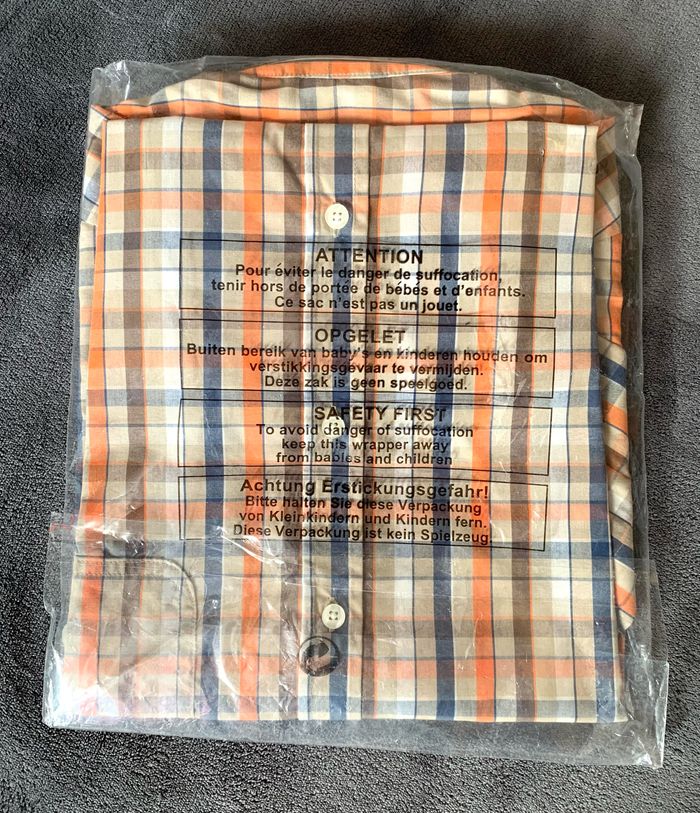 ATTENTION
Pour éviter le danger de suffocation,
tenir hors de portée de bébés et d'enfants.
Ce sac n'est pas un jouet.
OPGELET
Buiten bereik van baby's en kinderen houden om
verstikkingsgevaar te vermijden.
Deze zak is geen speelgoed.
SAFETY FIRST
To avoid danger of suffocation
keep this wrapper away
from babies and children
Achtung Erstickungsgefahr!
Bitte halten Sie diese Verpackung
von Kleinkindern und Kindern fern.
Diese Verpackung ist kein Spielzeug.